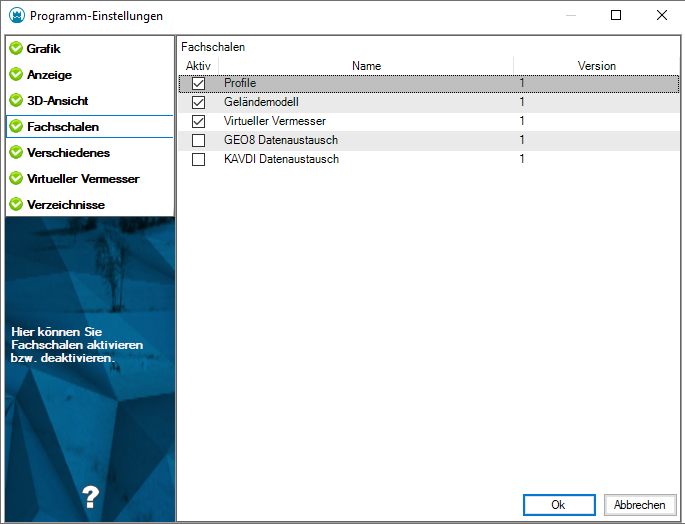 Programm-Einstellungen
Grafik
Anzeige
3D-Ansicht
Fachschalen
Verschiedenes
Virtueller Vermesser
Verzeichnisse
Hier können Sie
Fachschalen aktivieren
bzw. deaktivieren.
?
Fachschalen
Aktiv Name Version
Profile 1
Geländemodell 1
Virtueller Vermesser 1
GEO8 Datenaustausch 1
KAVDI Datenaustausch 1
Ok Abbrechen